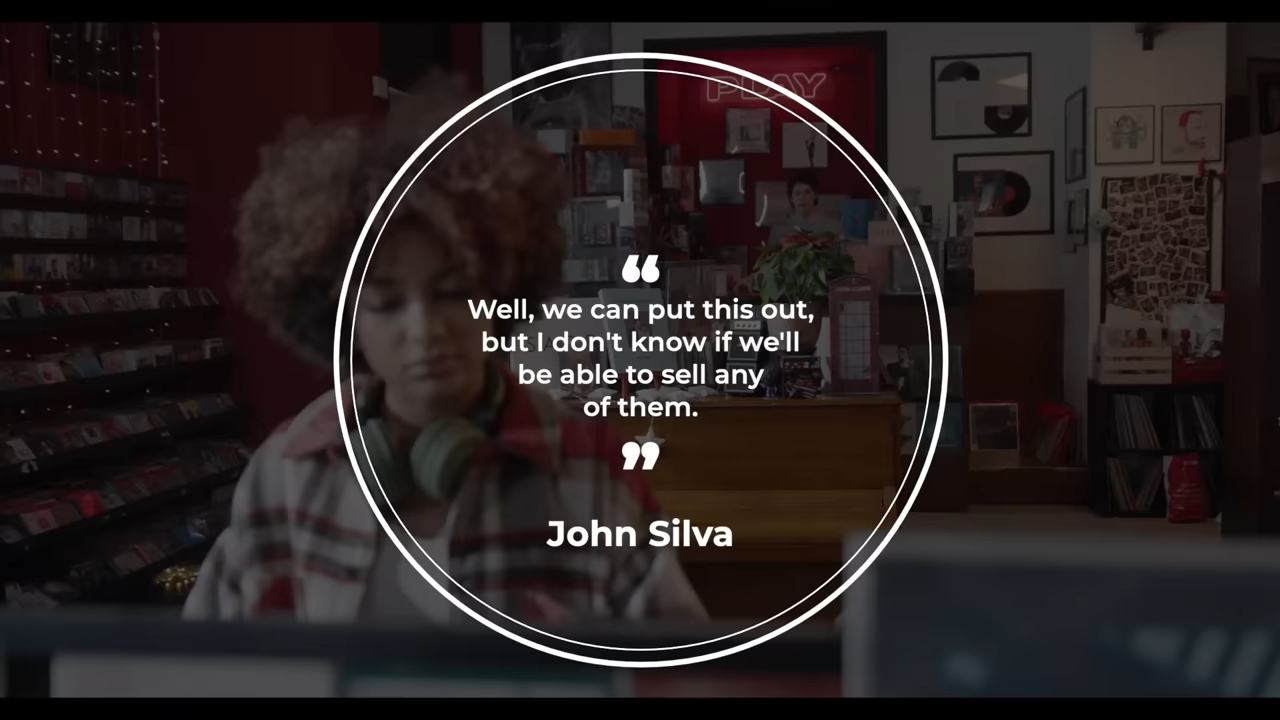 PLAY
“
Well, we can put this out,
but I don't know if we'll
be able to sell any
of them.
”
John Silva